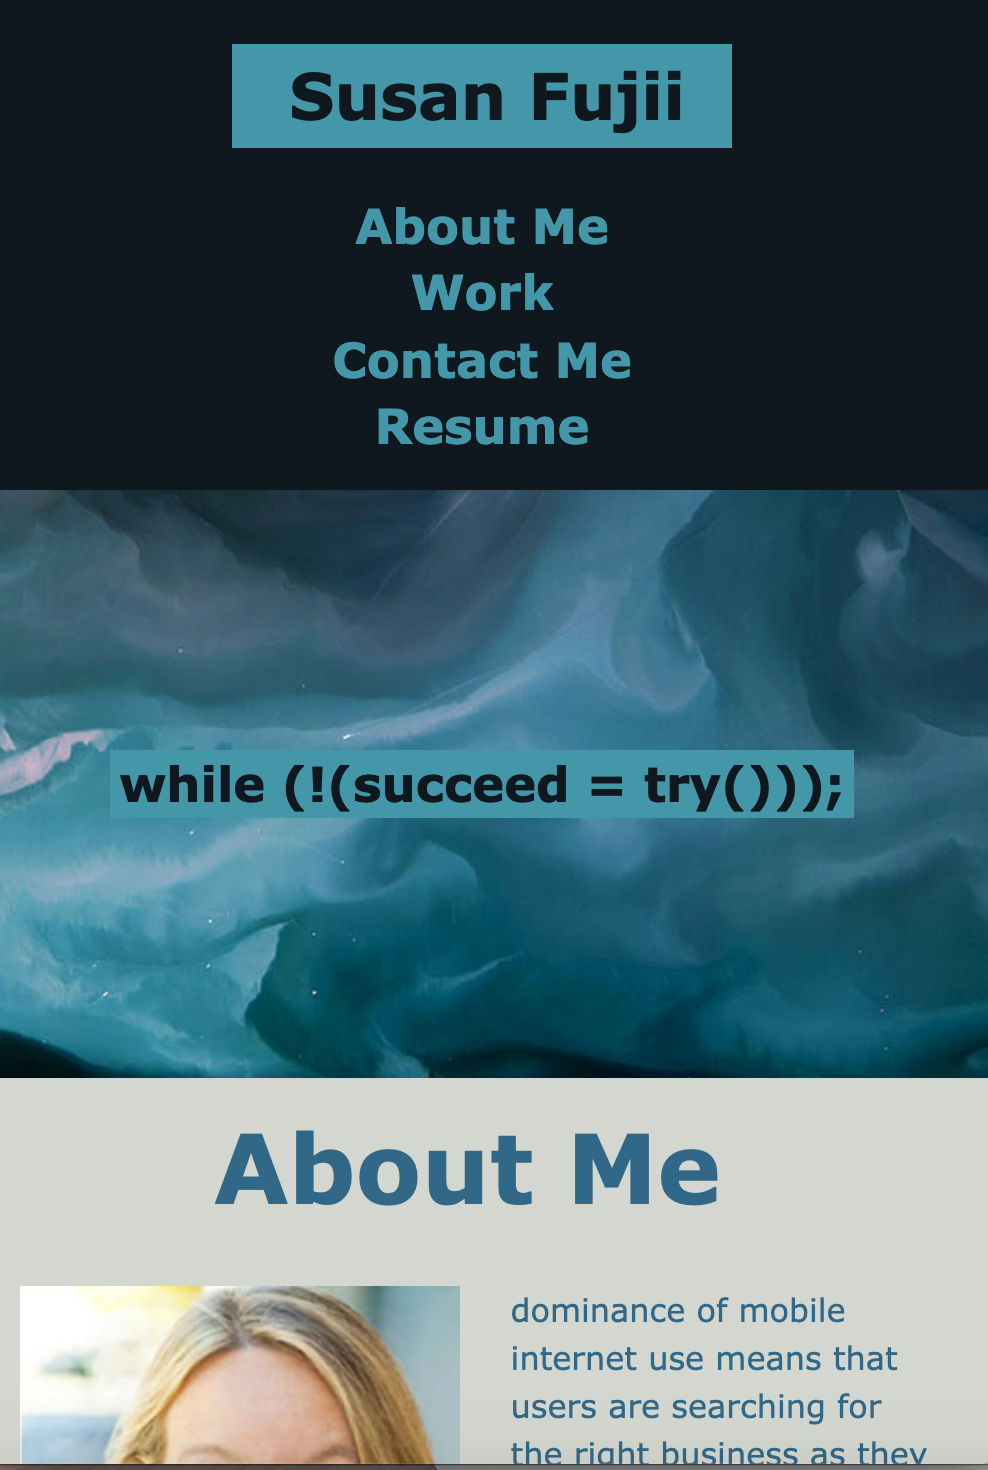 Susan Fujii
About Me
Work
Contact Me
Resume
while (!(succeed = try()));
About Me
dominance of mobile
internet use means that
users are searching for
the right business as they